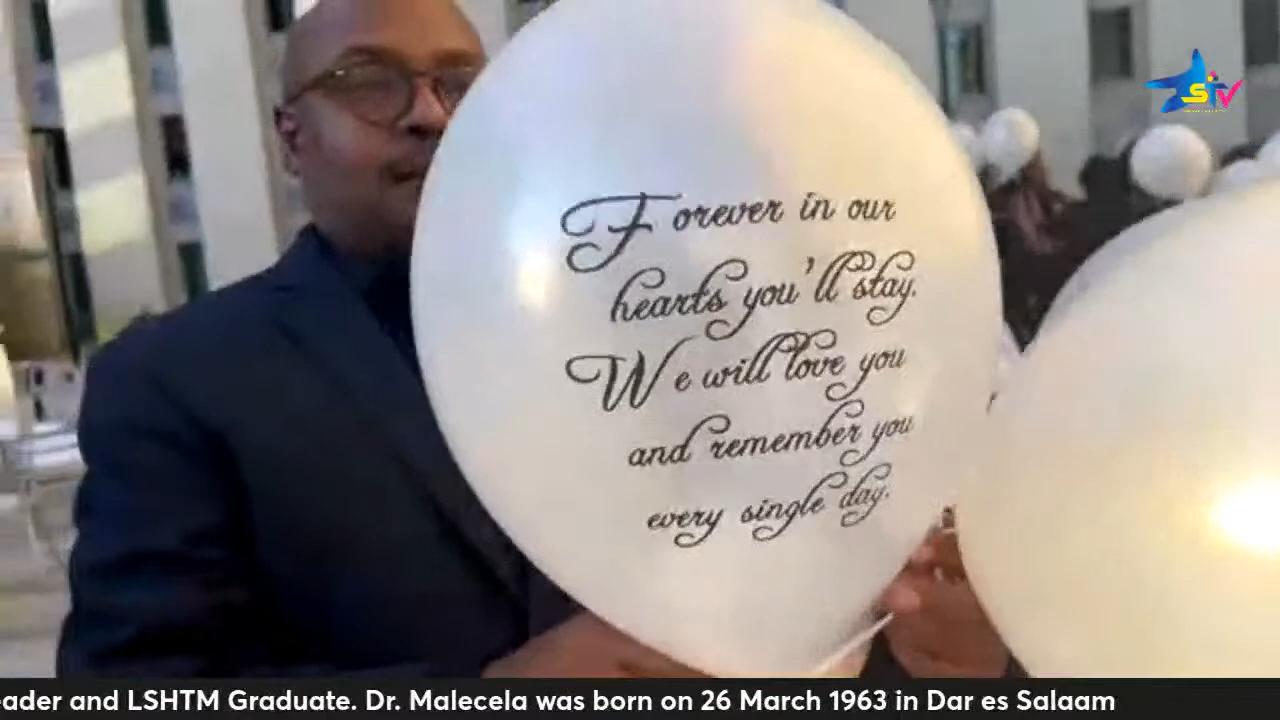 STV
Forever in our
hearts you'll stay.
We will love you
and remember you
every single day.
eader and LSHTM Graduate. Dr. Malecela was born on 26 March 1963 in Dar es Salaam